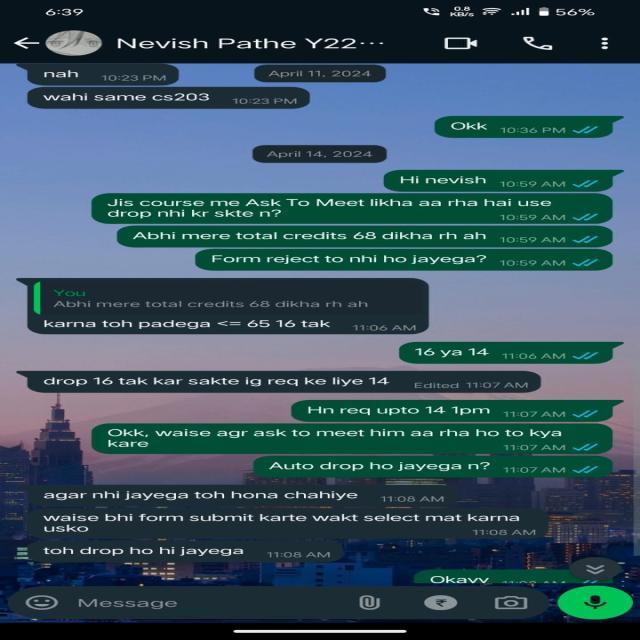 6:39
0.8
KB/s
56%
Nevish Pathe Y22...
nah 10:23 PM
April 11, 2024
wahi same cs203 10:23 PM
Okk 10:36 PM
April 14, 2024
Hi nevish 10:59 AM
Jis course me Ask To Meet likha aa rha hai use
drop nhi kr skte n? 10:59 AM
Abhi mere total credits 68 dikha rh ah 10:59 AM
Form reject to nhi ho jayega? 10:59 AM
You
Abhi mere total credits 68 dikha rh ah
karna toh padega <= 65 16 tak 11:06 AM
16 ya 14 11:06 AM
drop 16 tak kar sakte ig req ke liye 14 Edited 11:07 AM
Hn req upto 14 1pm 11:07 AM
Okk, waise agr ask to meet him aa rha ho to kya
kare 11:07 AM
Auto drop ho jayega n? 11:07 AM
agar nhi jayega toh hona chahiye 11:08 AM
waise bhi form submit karte wakt select mat karna
usko 11:08 AM
toh drop ho hi jayega 11:08 AM
Okayy
Message